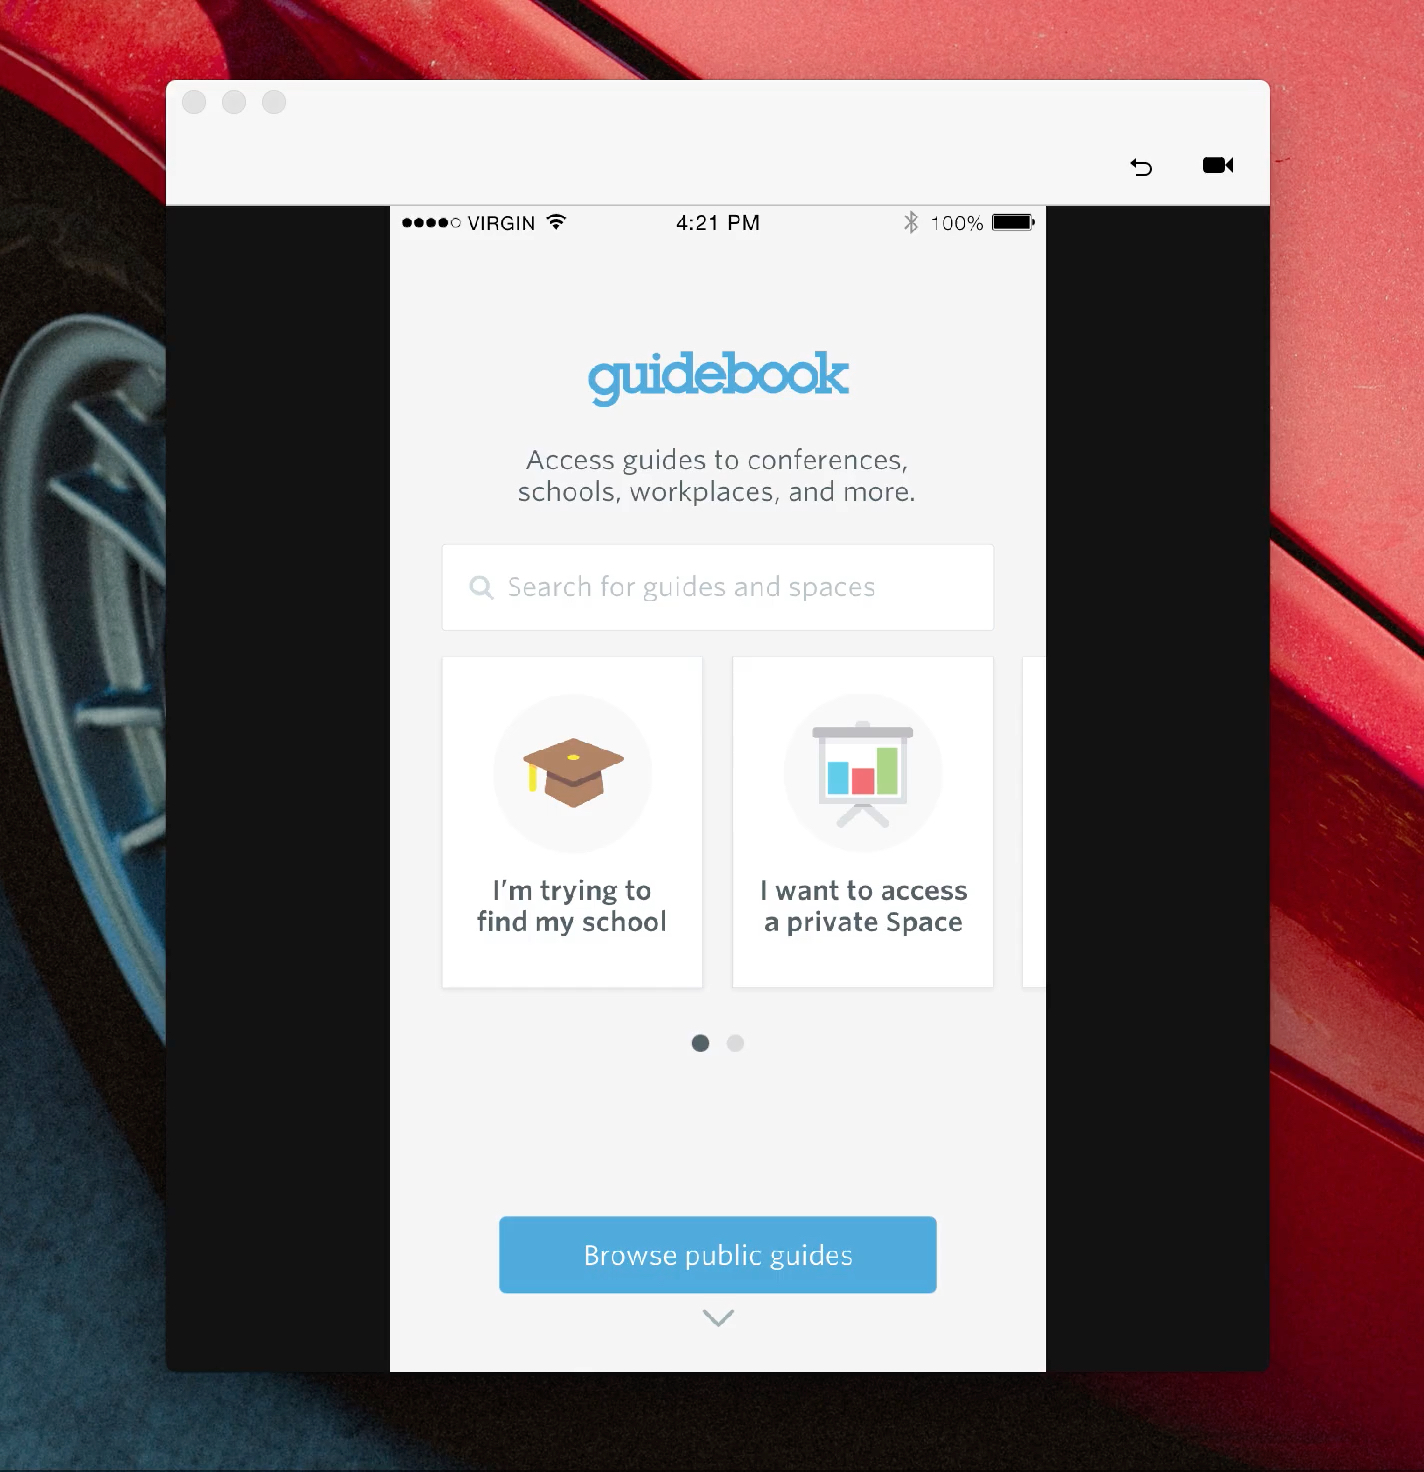 VIRGIN 4:21 PM 100%
guidebook
Access guides to conferences,
schools, workplaces, and more.
Search for guides and spaces
I'm trying to
find my school
I want to access
a private Space
Browse public guides